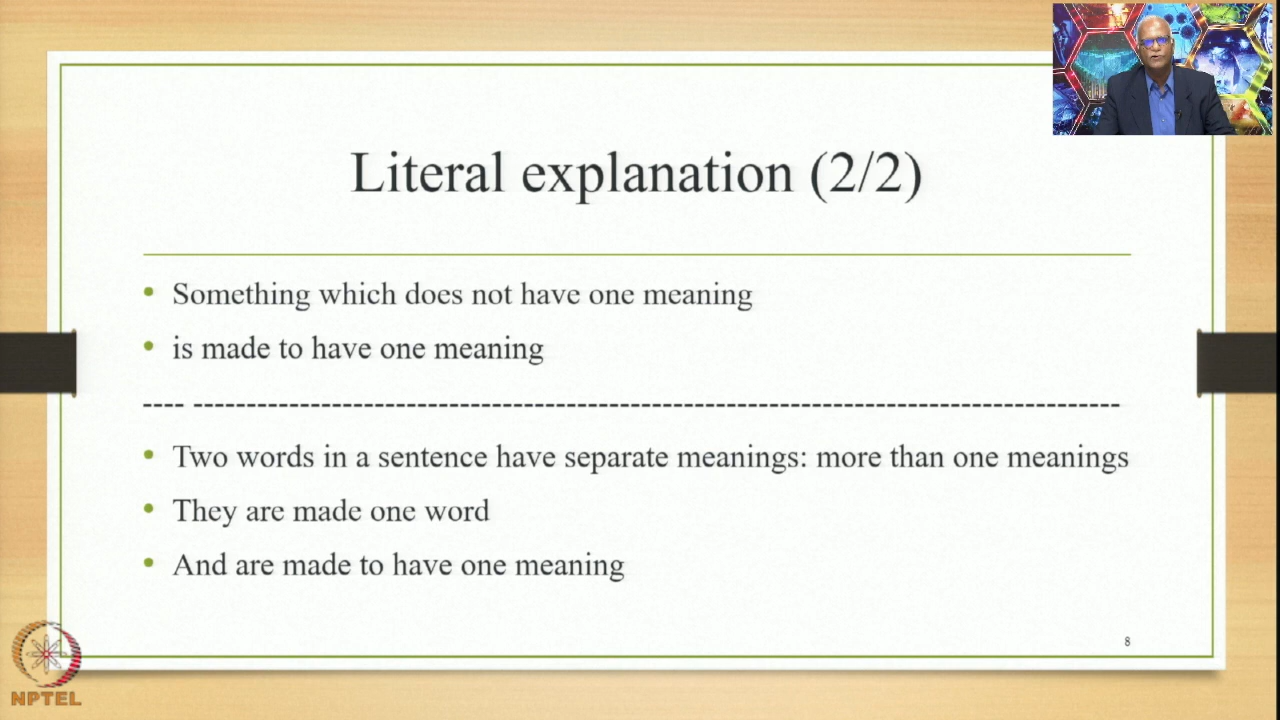 Literal explanation (2/2)
• Something which does not have one meaning
• is made to have one meaning
---- ----------------------------------------------------------------------------------------
• Two words in a sentence have separate meanings: more than one meanings
• They are made one word
• And are made to have one meaning
8
NPTEL